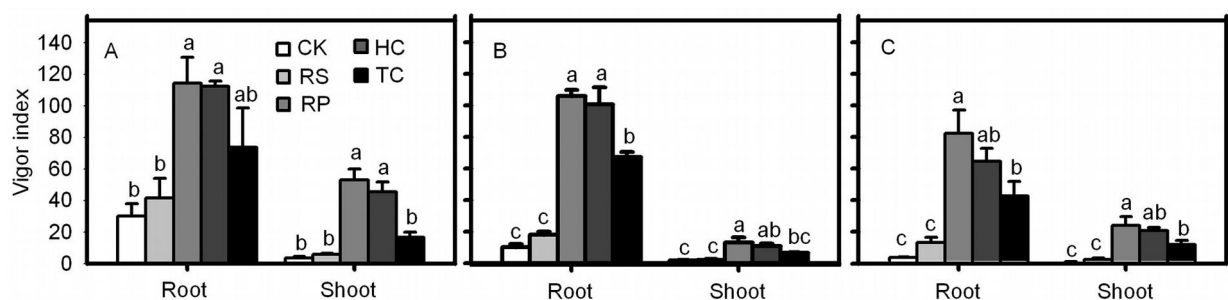 Vigor index
140
120
100
80
60
40
20
0
A
CK
RS
RP
HC
TC
b b a a ab
b b a a b
Root Shoot
B
c c a a b
c c a ab bc
Root Shoot
C
c c a ab b
c c a ab b
Root Shoot